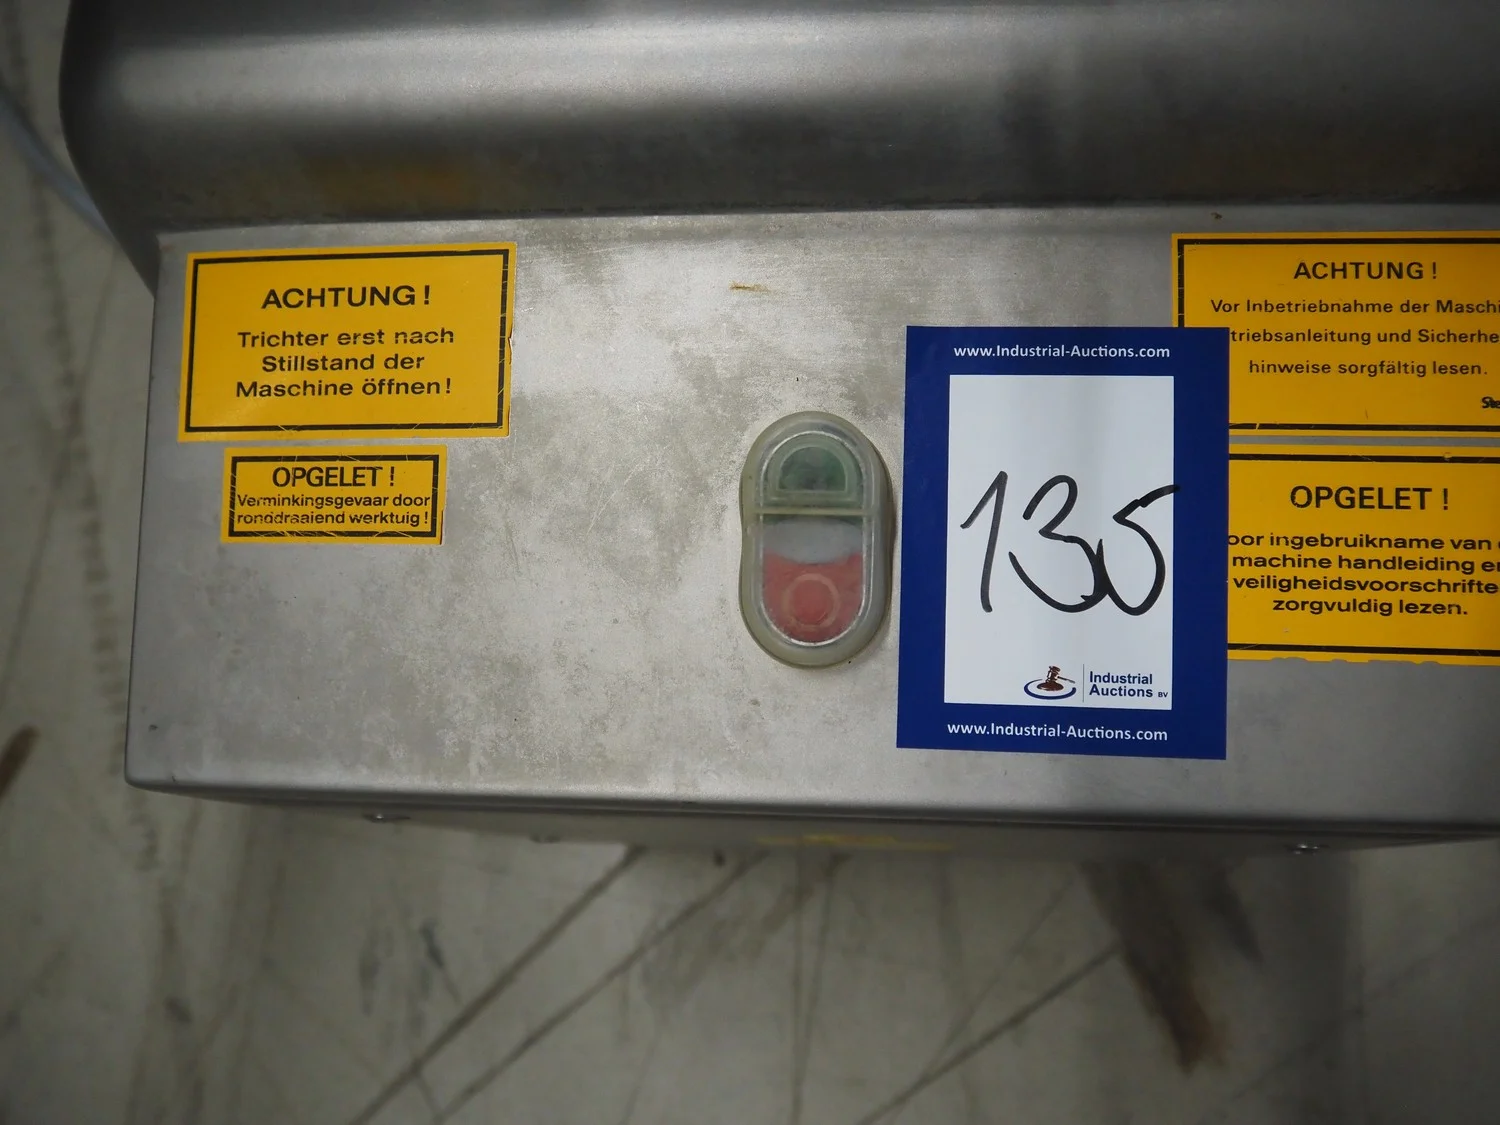 ACHTUNG!
Trichter erst nach
Stillstand der
Maschine öffnen!
OPGELET!
Verminkingsgevaar door
ronddraaiend werktuig!
www.Industrial-Auctions.com
135
Industrial
Auctions BV
www.Industrial-Auctions.com
ACHTUNG!
Vor Inbetriebnahme der Maschi
triebsanleitung und Sicherhe
hinweise sorgfältig lesen.
OPGELET!
oor ingebruikname van
machine handleiding en
veiligheidsvoorschrifte
zorgvuldig lezen.